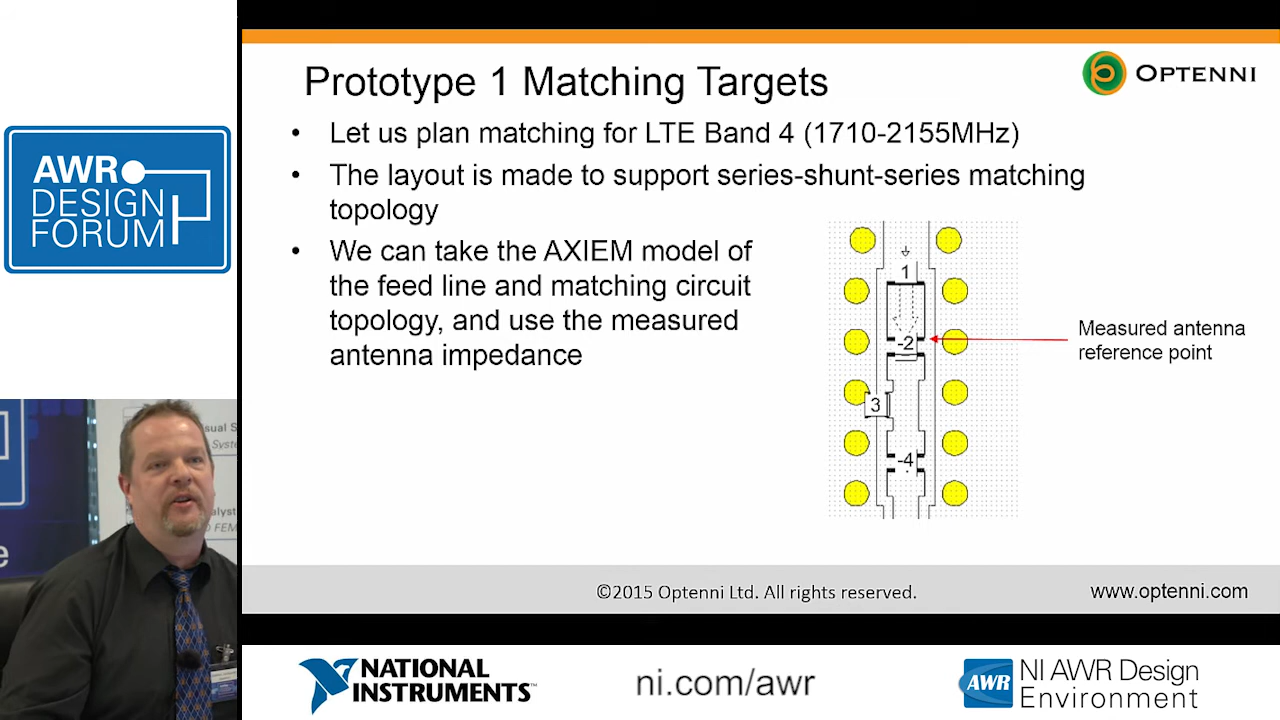 AWR
DESIGN
FORUM
Prototype 1 Matching Targets
OPTENNI
• Let us plan matching for LTE Band 4 (1710-2155MHz)
• The layout is made to support series-shunt-series matching
topology
• We can take the AXIEM model of
the feed line and matching circuit
topology, and use the measured
antenna impedance
1
-2
3
-4
Measured antenna
reference point
©2015 Optenni Ltd. All rights reserved.
www.optenni.com
NATIONAL
INSTRUMENTS™
ni.com/awr
AWR
NI AWR Design
Environment™